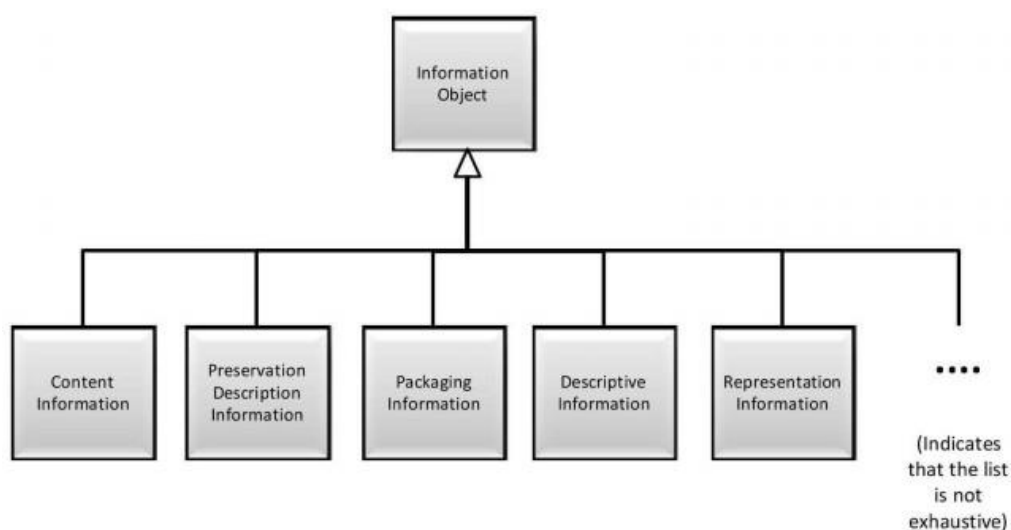 Information
Object
Content
Information
Preservation
Description
Information
Packaging
Information
Descriptive
Information
Representation
Information
....
(Indicates
that the list
is not
exhaustive)